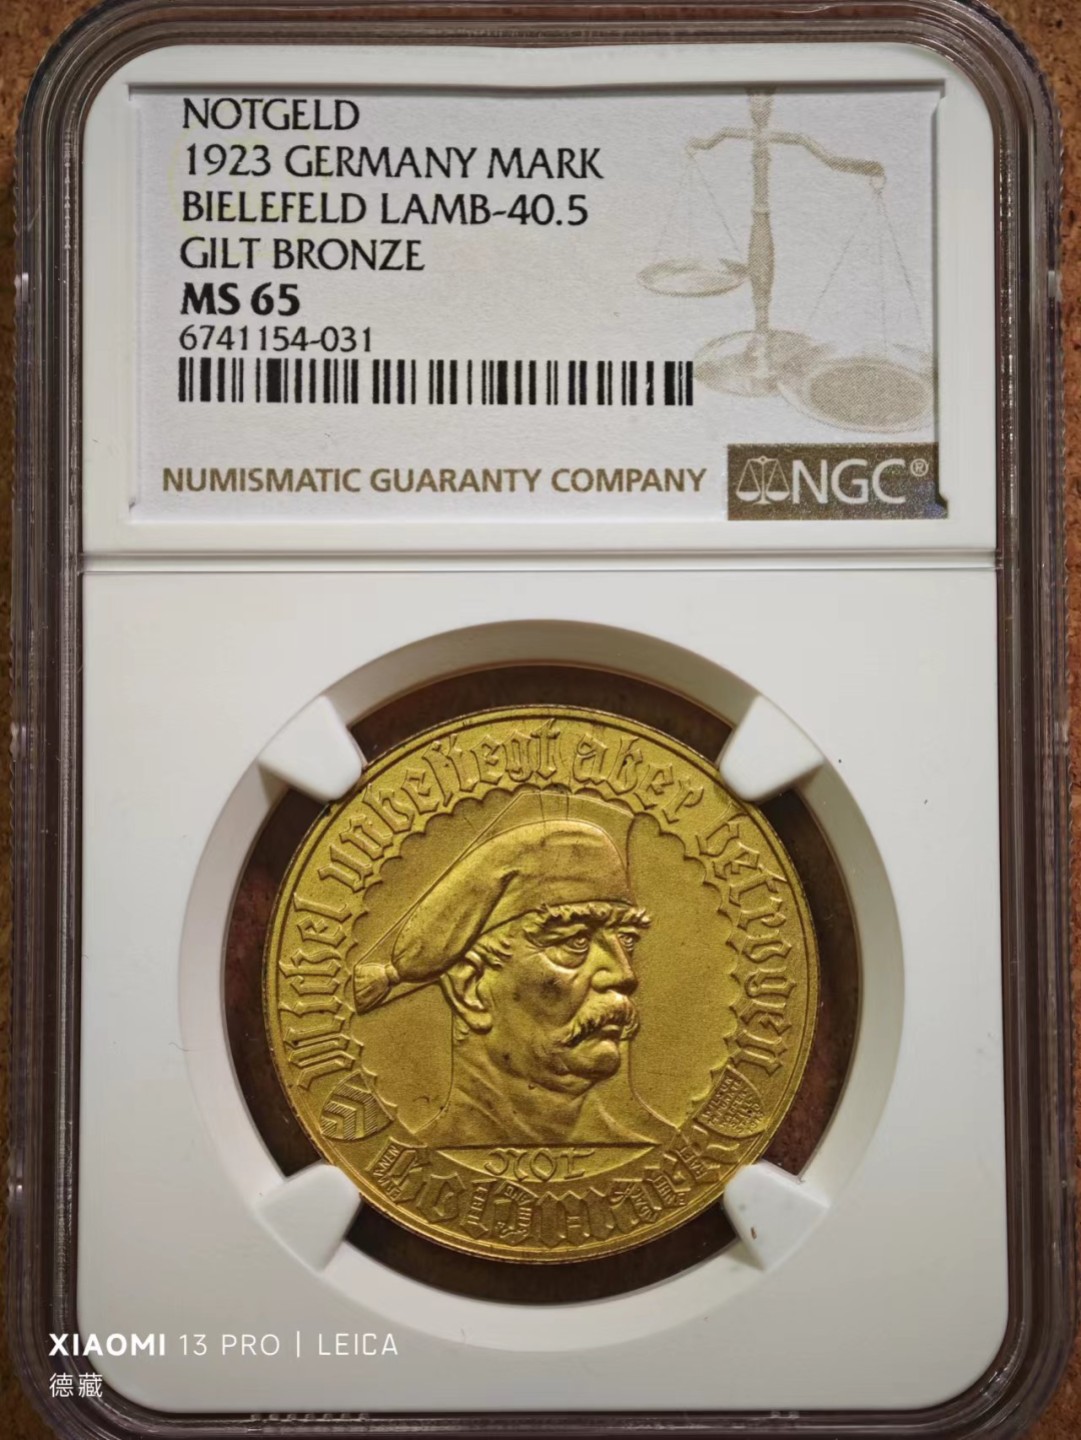 NOTGELD
1923 GERMANY MARK
BIELEFELD LAMB-40.5
GILT BRONZE
MS 65
6741154-031
NUMISMATIC GUARANTY COMPANY
NGC®
Michel unbesiegt aber betrogen
NOT
XIAOMI 13 PRO | LEICA
德藏